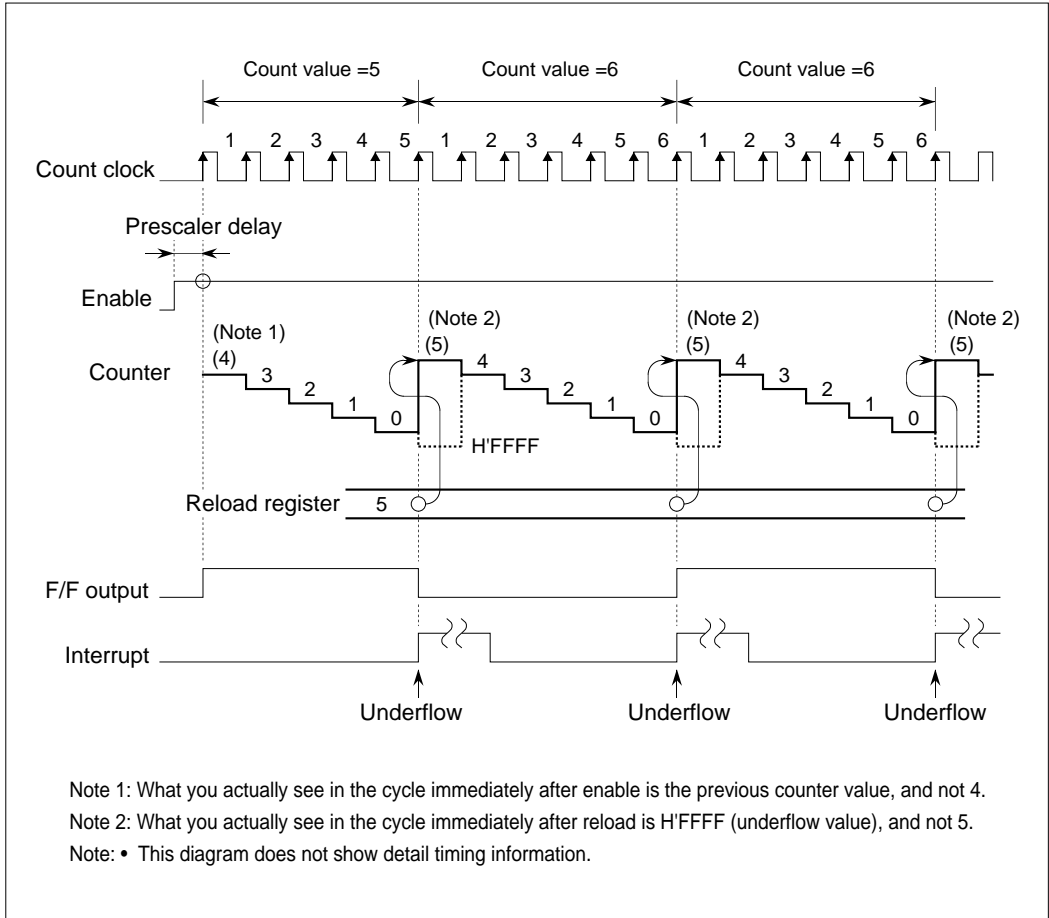 Count value =5 Count value =6 Count value =6
1 2 3 4 5 1 2 3 4 5 6 1 2 3 4 5 6
Count clock
Prescaler delay
Enable
(Note 1) (Note 2) (Note 2) (Note 2)
(4) (5) (5) (5)
Counter 3 2 1 0 4 3 2 1 0 4 3 2 1 0
H'FFFF
Reload register 5
F/F output
Interrupt
Underflow Underflow Underflow
Note 1: What you actually see in the cycle immediately after enable is the previous counter value, and not 4.
Note 2: What you actually see in the cycle immediately after reload is H'FFFF (underflow value), and not 5.
Note: • This diagram does not show detail timing information.